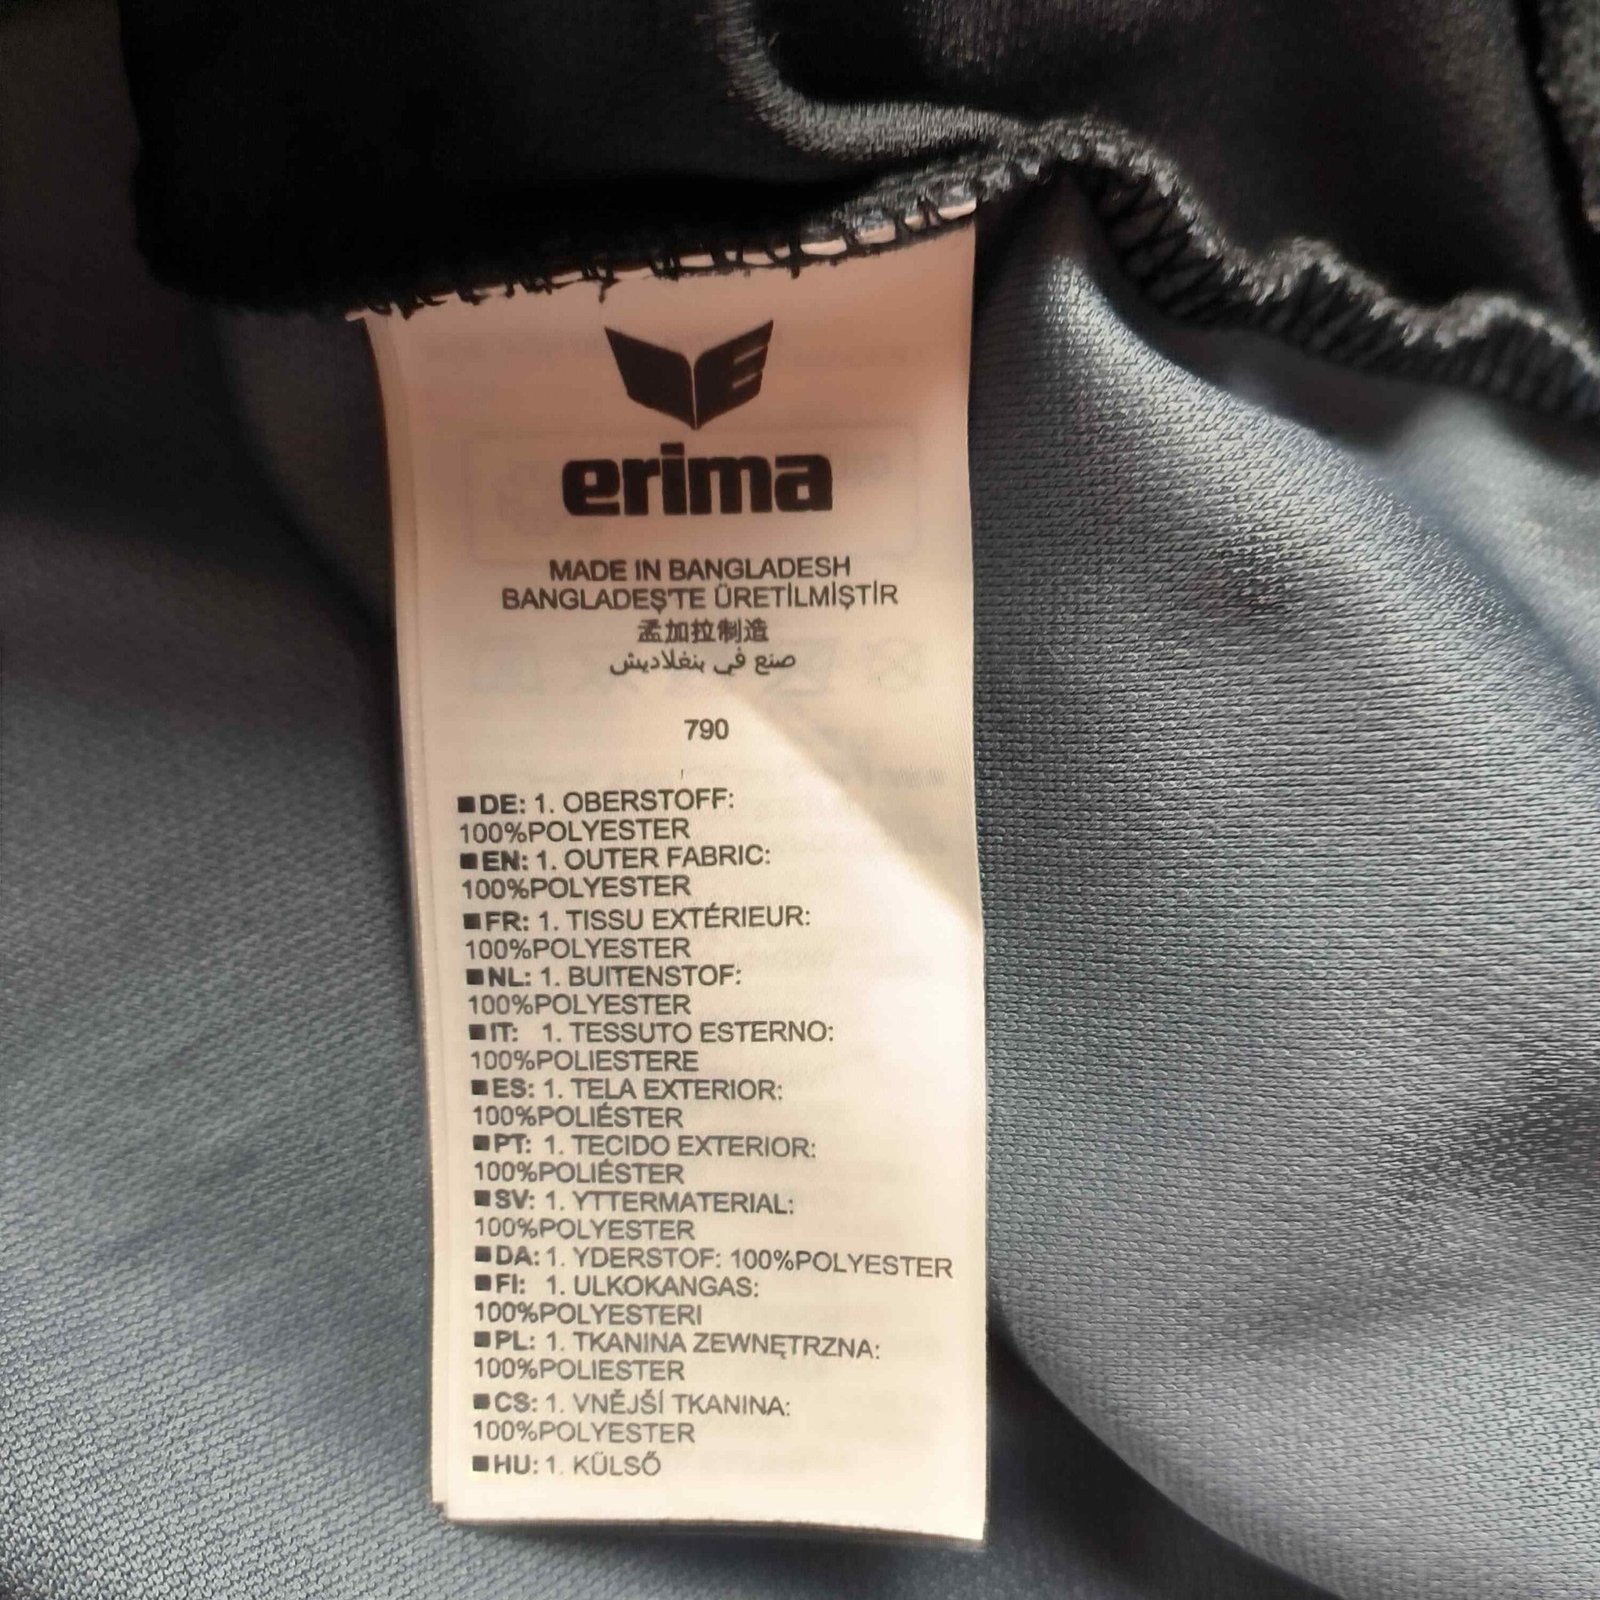 erima
MADE IN BANGLADESH
BANGLADEŞ'TE ÜRETİLMİŞTİR
孟加拉制造
صنع في بنغلاديش
790
■DE: 1. OBERSTOFF:
100%POLYESTER
■EN: 1. OUTER FABRIC:
100%POLYESTER
■FR: 1. TISSU EXTÉRIEUR:
100%POLYESTER
■NL: 1. BUITENSTOF:
100%POLYESTER
■IT: 1. TESSUTO ESTERNO:
100%POLIESTERE
■ES: 1. TELA EXTERIOR:
100%POLIÉSTER
■PT: 1. TECIDO EXTERIOR:
100%POLIÉSTER
■SV: 1. YTTERMATERIAL:
100%POLYESTER
■DA: 1. YDERSTOF: 100%POLYESTER
■FI: 1. ULKOKANGAS:
100%POLYESTERI
■PL: 1. TKANINA ZEWNĘTRZNA:
100%POLIESTER
■CS: 1. VNĚJŠÍ TKANINA:
100%POLYESTER
■HU: 1. KÜLSŐ